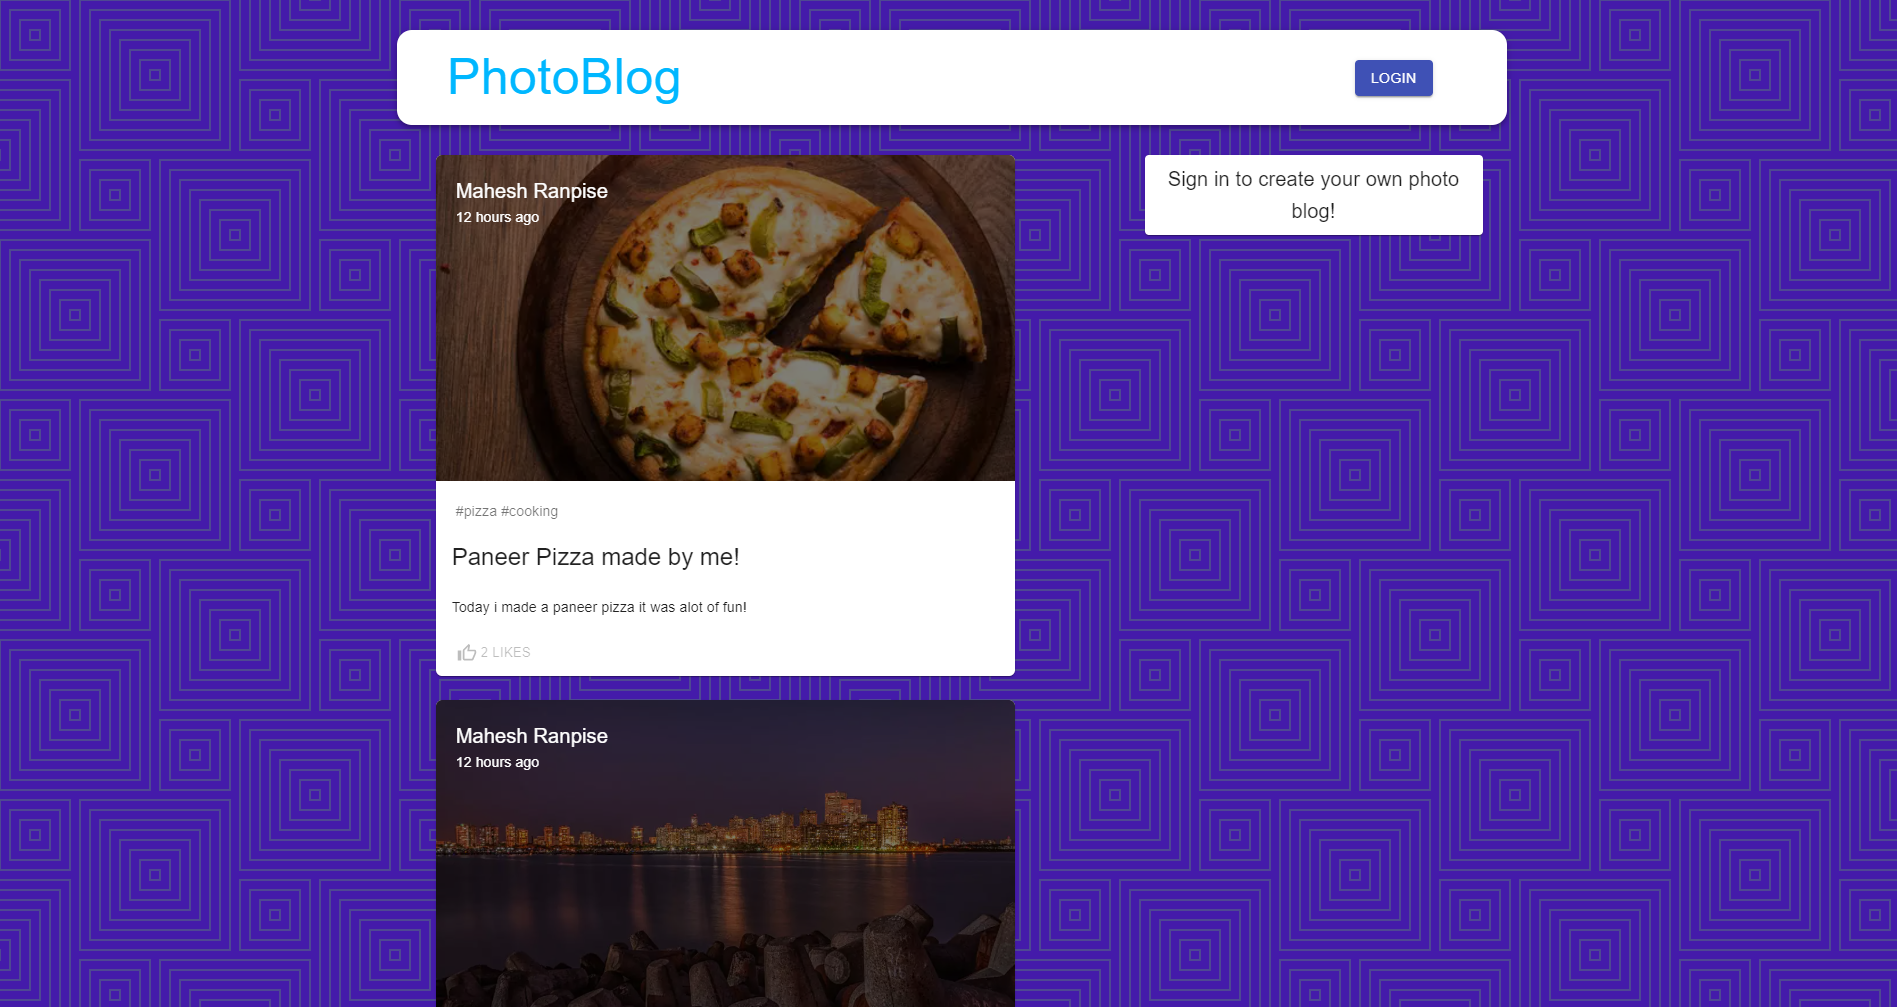 PhotoBlog
LOGIN
Mahesh Ranpise
12 hours ago
Sign in to create your own photo
blog!
#pizza #cooking
Paneer Pizza made by me!
Today i made a paneer pizza it was alot of fun!
2 LIKES
Mahesh Ranpise
12 hours ago